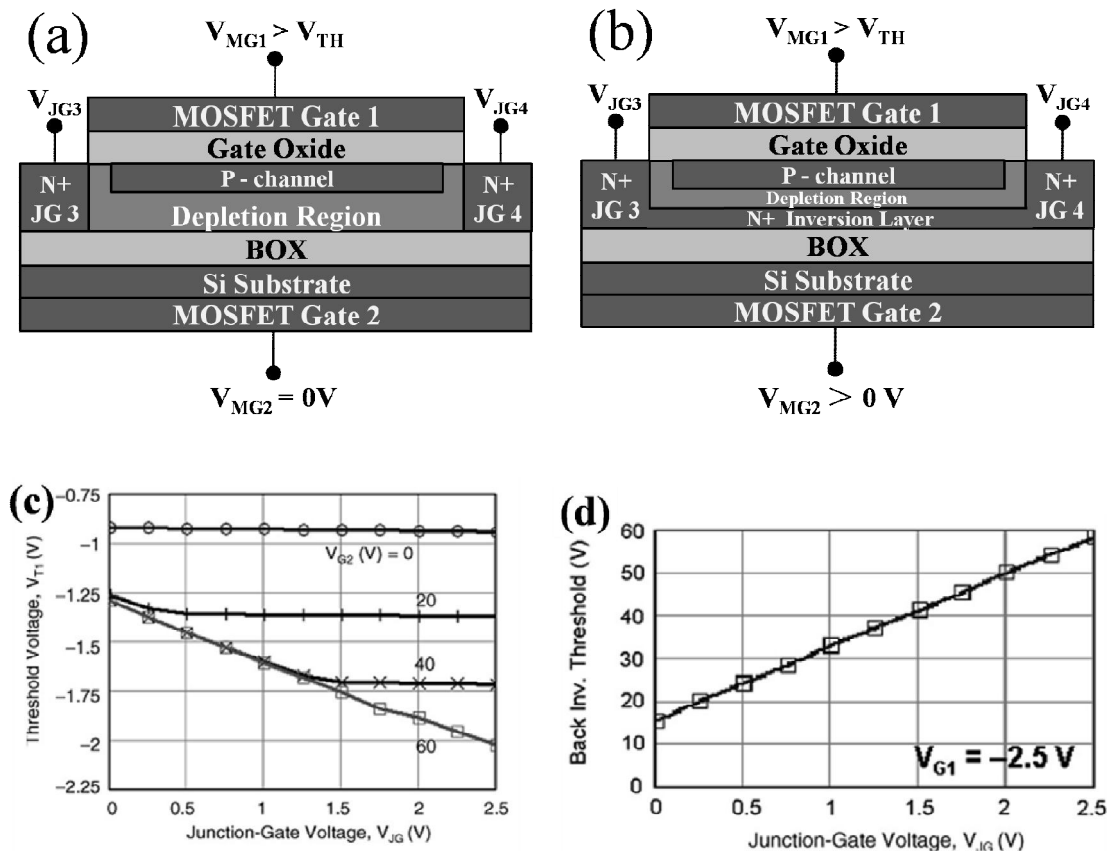 (a)
V_MG1 > V_TH
V_JG3
V_JG4
MOSFET Gate 1
Gate Oxide
P - channel
N+
JG 3
Depletion Region
N+
JG 4
BOX
Si Substrate
MOSFET Gate 2
V_MG2 = 0V
(b)
V_MG1 > V_TH
V_JG3
V_JG4
MOSFET Gate 1
Gate Oxide
P - channel
N+
JG 3
Depletion Region
N+ Inversion Layer
N+
JG 4
BOX
Si Substrate
MOSFET Gate 2
V_MG2 > 0 V
(c)
Threshold Voltage, V_T1 (V)
−0.75
−1
−1.25
−1.5
−1.75
−2
−2.25
V_G2 (V) = 0
20
40
60
0 0.5 1 1.5 2 2.5
Junction-Gate Voltage, V_JG (V)
(d)
Back Inv. Threshold (V)
60
50
40
30
20
10
0
V_G1 = −2.5 V
0 0.5 1 1.5 2 2.5
Junction-Gate Voltage, V_JG (V)